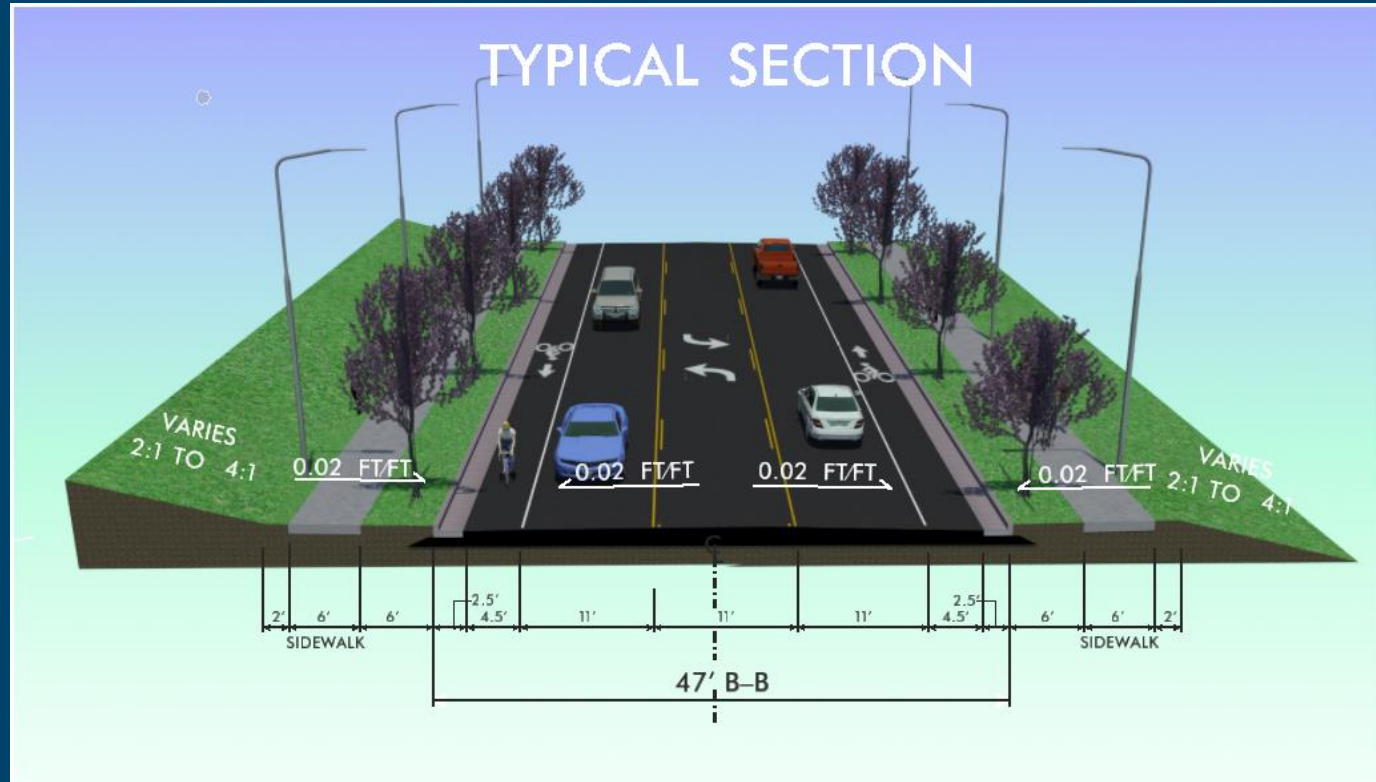 TYPICAL SECTION
VARIES
2:1 TO 4:1
0.02 FT/FT
0.02 FT/FT
0.02 FT/FT
0.02 FT/FT
VARIES
2:1 TO 4:1
C
2' 6' 6' 2.5' 4.5' 11' 11' 11' 4.5' 2.5' 6' 6' 2'
SIDEWALK SIDEWALK
47' B–B